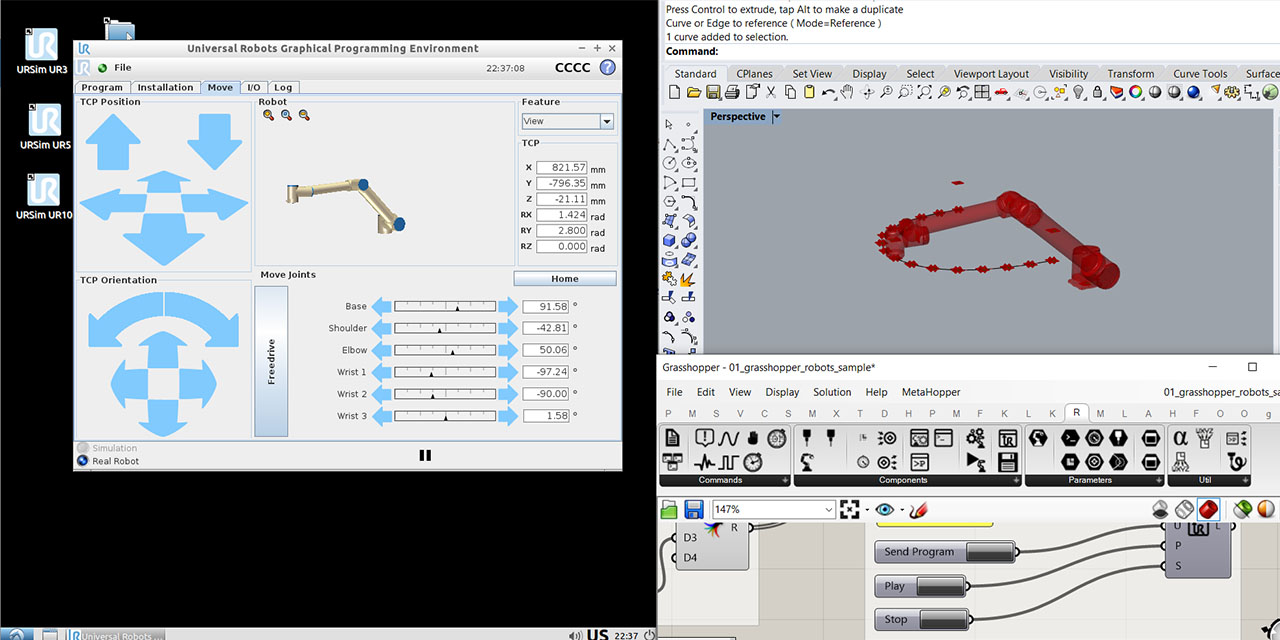 UR
UR
UR
UR
UR
UR
URSim UR3
URSim UR5
URSim UR10
Universal Robots Graphical Programming Environment
File
22:37:08
CCCC
?
Program
Installation
Move
I/O
Log
TCP Position
Robot
Feature
View
TCP
X 821.57 mm
Y -796.35 mm
Z -21.11 mm
RX 1.424 rad
RY 2.800 rad
RZ 0.000 rad
TCP Orientation
Move Joints
Home
Freedrive
Base 91.58 °
Shoulder -42.81 °
Elbow 50.06 °
Wrist 1 -97.24 °
Wrist 2 -90.00 °
Wrist 3 1.58 °
Simulation
Real Robot
Universal Robots ...
US 22:37
Press Control to extrude, tap Alt to make a duplicate
Curve or Edge to reference ( Mode=Reference )
1 curve added to selection.
Command:
Standard CPlanes Set View Display Select Viewport Layout Visibility Transform Curve Tools Surface
Perspective
Grasshopper - 01_grasshopper_robots_sample*
File Edit View Display Solution Help MetaHopper 01_grasshopper_robots_sa
P M S V C S M X T D H P M F K L K R M L A H F O O g
Commands Components Parameters Util
147%
D3
D4
R
Send Program
Play
Stop
U
P
S
L